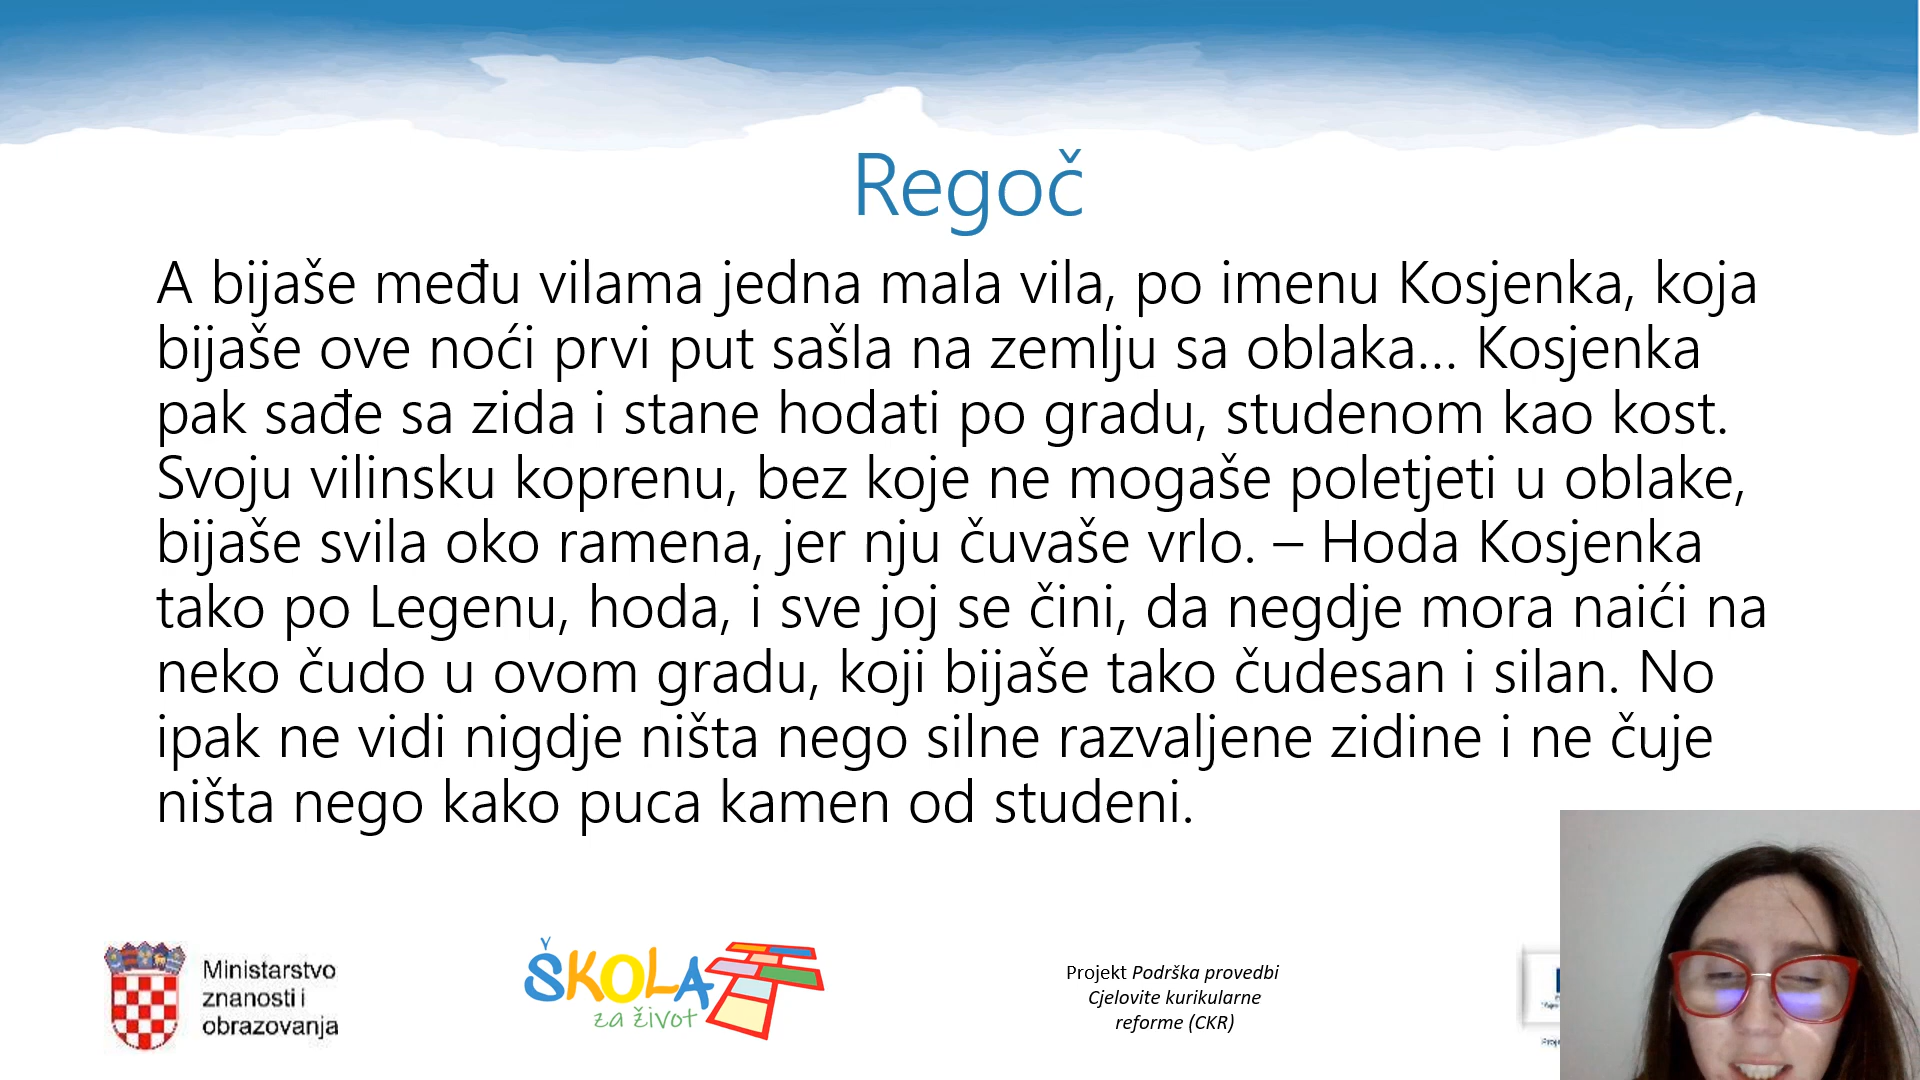 Regoč
A bijaše među vilama jedna mala vila, po imenu Kosjenka, koja
bijaše ove noći prvi put sašla na zemlju sa oblaka... Kosjenka
pak sađe sa zida i stane hodati po gradu, studenom kao kost.
Svoju vilinsku koprenu, bez koje ne mogaše poletjeti u oblake,
bijaše svila oko ramena, jer nju čuvaše vrlo. – Hoda Kosjenka
tako po Legenu, hoda, i sve joj se čini, da negdje mora naići na
neko čudo u ovom gradu, koji bijaše tako čudesan i silan. No
ipak ne vidi nigdje ništa nego silne razvaljene zidine i ne čuje
ništa nego kako puca kamen od studeni.
Ministarstvo
znanosti i
obrazovanja
ŠKOLA
za život
Projekt Podrška provedbi
Cjelovite kurikularne
reforme (CKR)